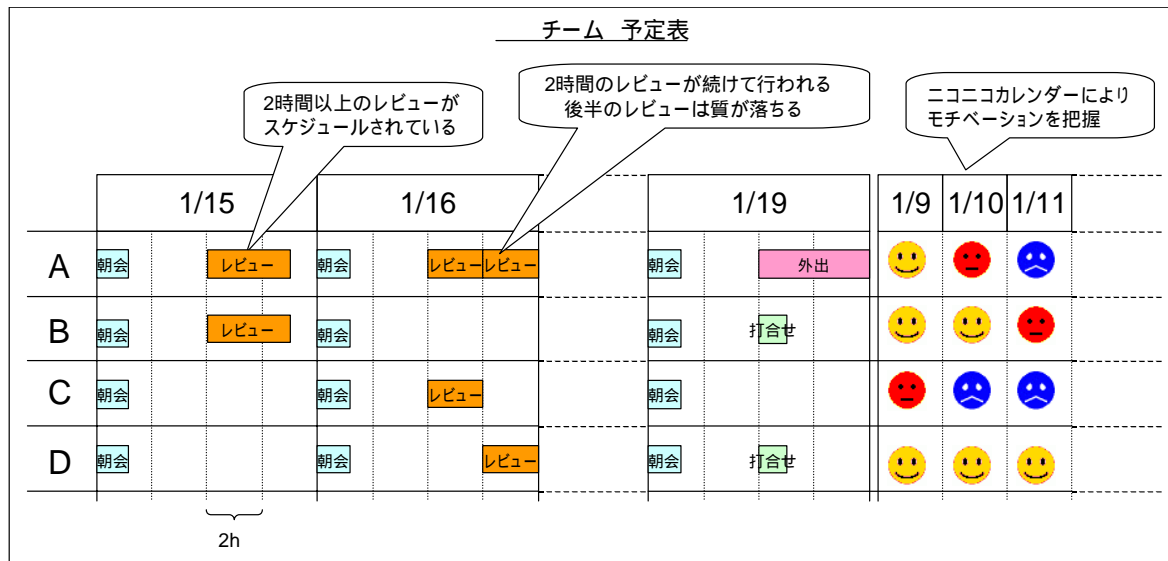 チーム 予定表
2時間以上のレビューが
スケジュールされている
2時間のレビューが続けて行われる
後半のレビューは質が落ちる
ニコニコカレンダーにより
モチベーションを把握
1/15 1/16 1/19 1/9 1/10 1/11
A 朝会 レビュー 朝会 レビュー レビュー 朝会 外出
B 朝会 レビュー 朝会 朝会 打合せ
C 朝会 朝会 レビュー 朝会
D 朝会 朝会 レビュー 朝会 打合せ
2h